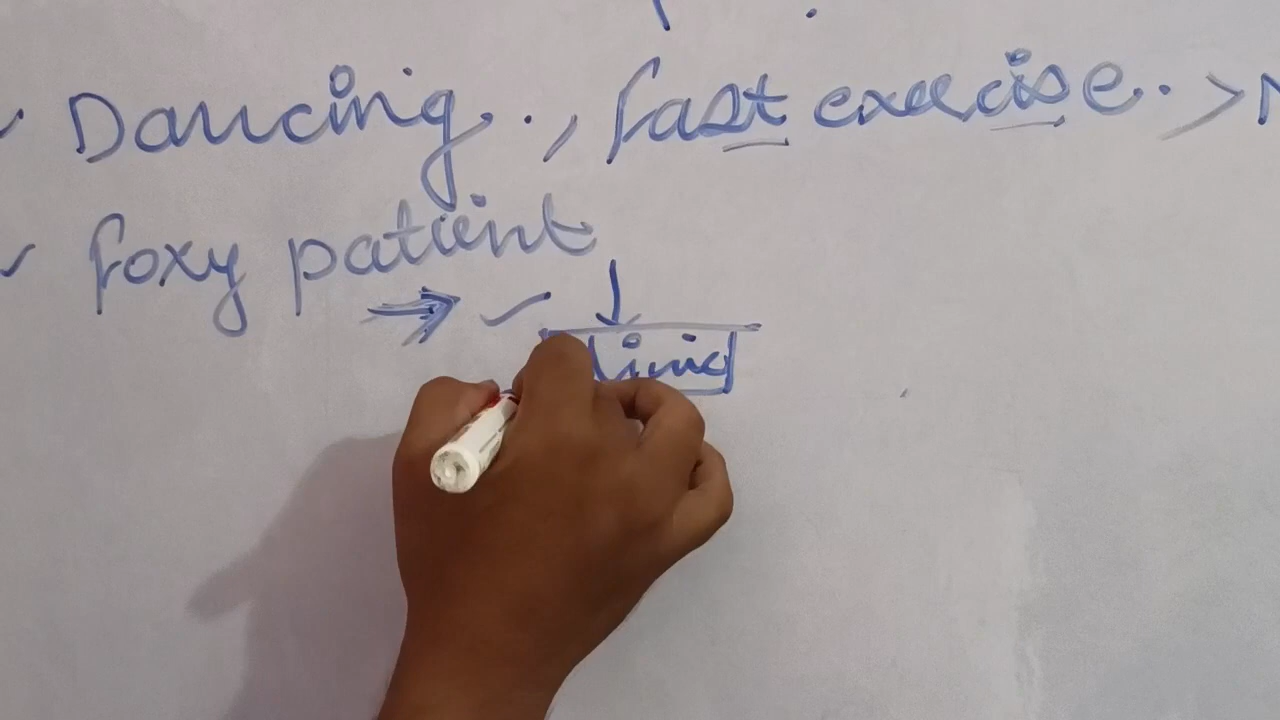 Dancing., fast exercise. >
foxy patient